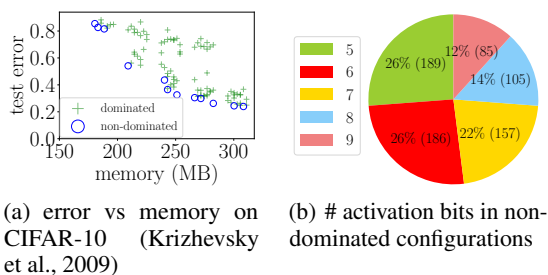 test error
0.8
0.6
0.4
0.2
0.0
dominated
non-dominated
150
200
250
300
memory (MB)
5
6
7
8
9
12% (85)
26% (189)
14% (105)
26% (186)
22% (157)
(a) error vs memory on
CIFAR-10 (Krizhevsky
et al., 2009)
(b) # activation bits in non-
dominated configurations